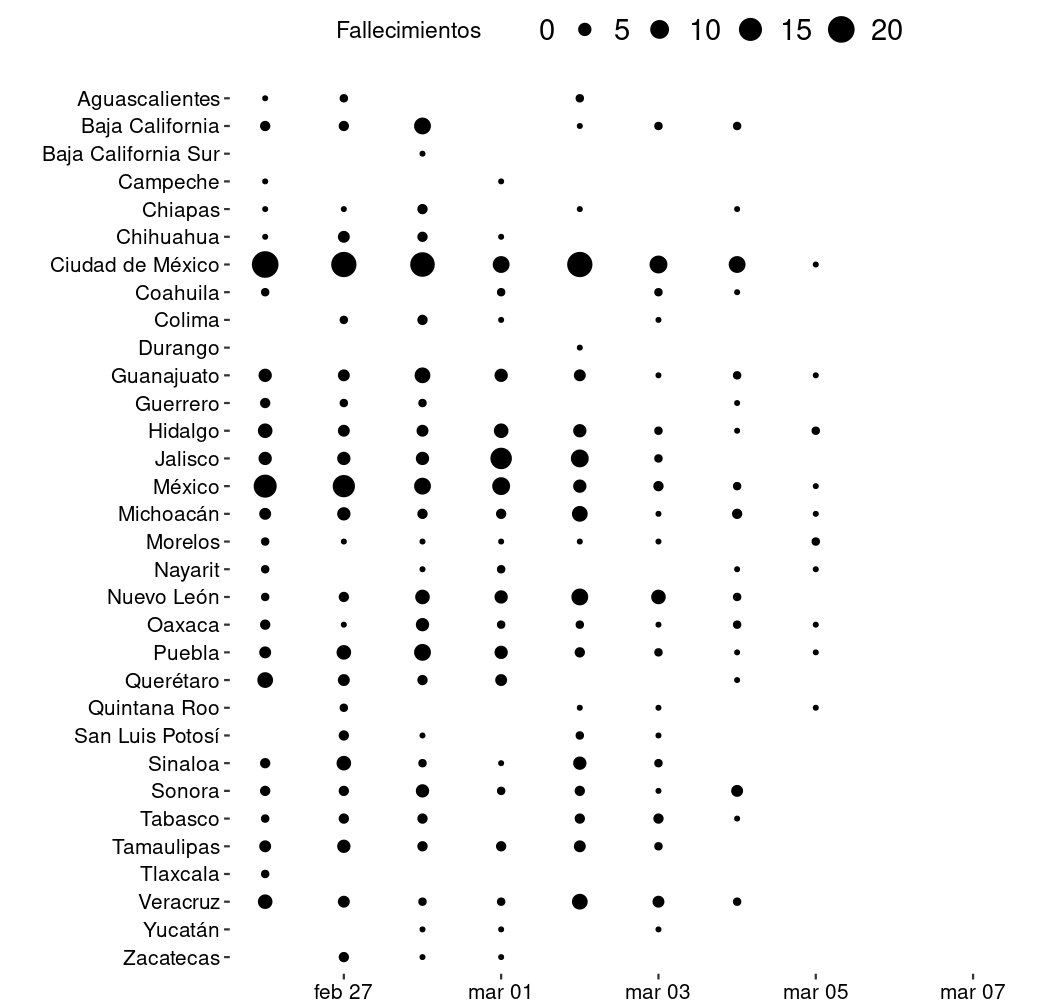 Fallecimientos 0 5 10 15 20
Aguascalientes
Baja California
Baja California Sur
Campeche
Chiapas
Chihuahua
Ciudad de México
Coahuila
Colima
Durango
Guanajuato
Guerrero
Hidalgo
Jalisco
México
Michoacán
Morelos
Nayarit
Nuevo León
Oaxaca
Puebla
Querétaro
Quintana Roo
San Luis Potosí
Sinaloa
Sonora
Tabasco
Tamaulipas
Tlaxcala
Veracruz
Yucatán
Zacatecas
feb 27 mar 01 mar 03 mar 05 mar 07